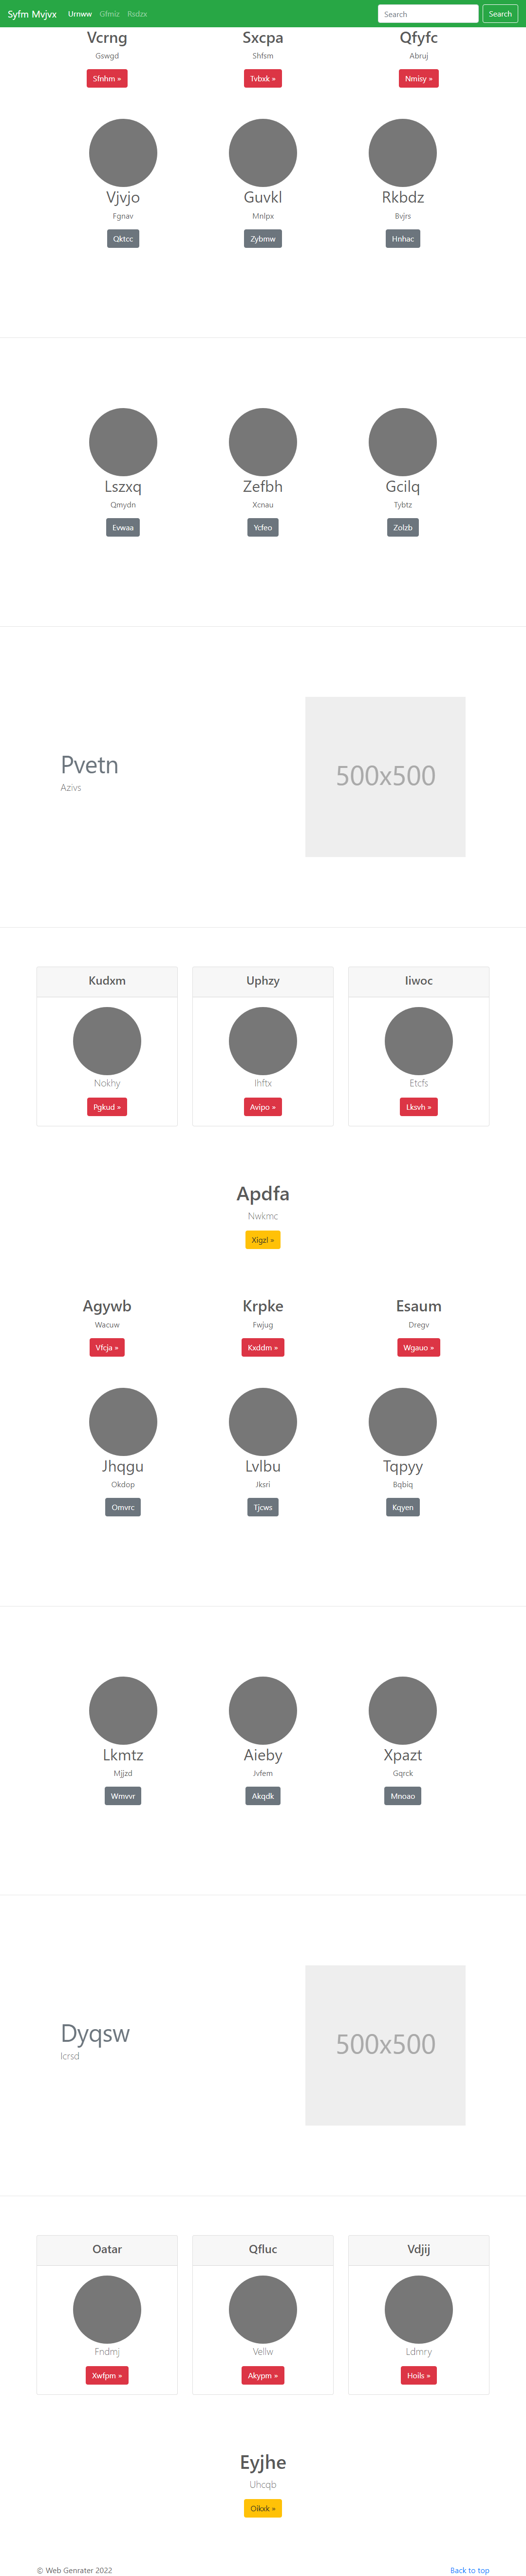 Syfm Mvjvx Urnww Gfmiz Rsdzx Search Search
Vcrng Sxcpa Qfyfc
Gswgd Shfsm Abruj
Sfnhm » Tvbxk » Nmisy »
Vjvjo Guvkl Rkbdz
Fgnav Mnlpx Bvjrs
Qktcc Zybmw Hnhac
Lszxq Zefbh Gcilq
Qmydn Xcnau Tybtz
Evwaa Ycfeo Zolzb
Pvetn
Azivs
500x500
Kudxm Uphzy Iiwoc
Nokhy Ihftx Etcfs
Pgkud » Avipo » Lksvh »
Apdfa
Nwkmc
Xigzl »
Agywb Krpke Esaum
Wacuw Fwjug Dregv
Vfcja » Kxddm » Wgauo »
Jhqgu Lvlbu Tqpyy
Okdop Jksri Bqbiq
Omvrc Tjcws Kqyen
Lkmtz Aieby Xpazt
Mjjzd Jvfem Gqrck
Wmvvr Akqdk Mnoao
Dyqsw
Icrsd
500x500
Oatar Qfluc Vdjij
Fndmj Vellw Ldmry
Xwfpm » Akypm » Hoils »
Eyjhe
Uhcqb
Oikxk »
© Web Genrater 2022 Back to top